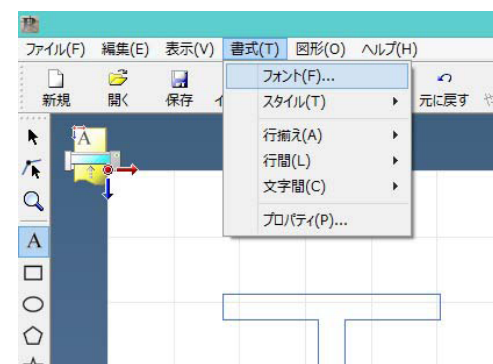 ファイル(F) 編集(E) 表示(V) 書式(T) 図形(O) ヘルプ(H)
新規 開く 保存 元に戻す
フォント(F)...
スタイル(T)
行揃え(A)
行間(L)
文字間(C)
プロパティ(P)...
A
A